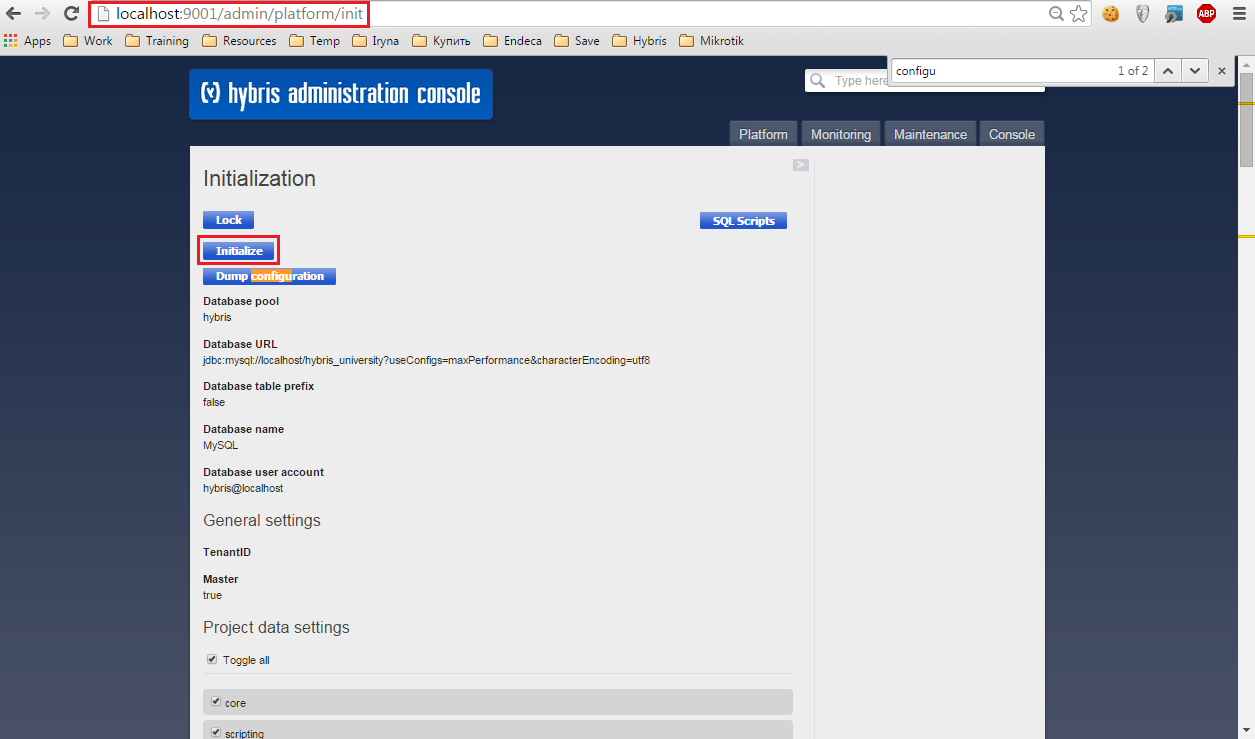 localhost:9001/admin/platform/init
ABP
Apps Work Training Resources Temp Iryna Купить Endeca Save Hybris Mikrotik
configu 1 of 2
hybris administration console
Type here
Platform Monitoring Maintenance Console
>
Initialization
Lock SQL Scripts
Initialize
Dump configuration
Database pool
hybris
Database URL
jdbc:mysql://localhost/hybris_university?useConfigs=maxPerformance&characterEncoding=utf8
Database table prefix
false
Database name
MySQL
Database user account
hybris@localhost
General settings
TenantID
Master
true
Project data settings
Toggle all
core
scripting